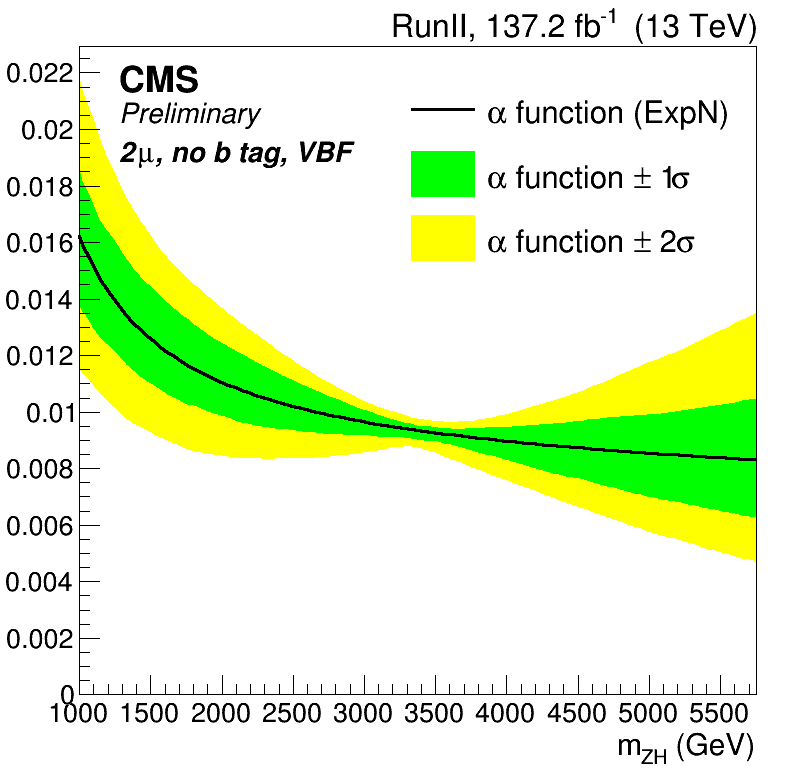 RunII, 137.2 fb⁻¹ (13 TeV)
CMS
Preliminary
2μ, no b tag, VBF
α function (ExpN)
α function ± 1σ
α function ± 2σ
0.022
0.02
0.018
0.016
0.014
0.012
0.01
0.008
0.006
0.004
0.002
0
1000 1500 2000 2500 3000 3500 4000 4500 5000 5500
m_ZH (GeV)